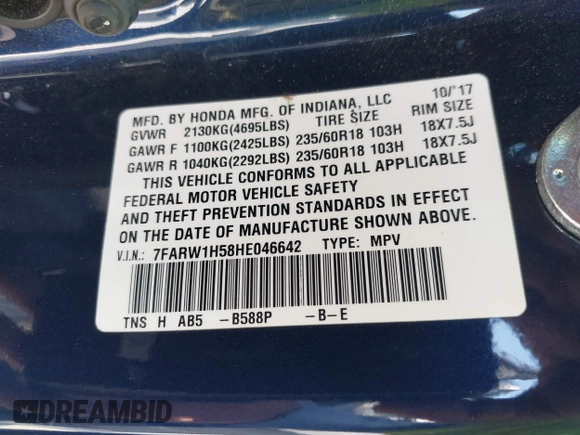 MFD. BY HONDA MFG. OF INDIANA, LLC 10/'17
GVWR 2130KG(4695LBS) TIRE SIZE RIM SIZE
GAWR F 1100KG(2425LBS) 235/60R18 103H 18X7.5J
GAWR R 1040KG(2292LBS) 235/60R18 103H 18X7.5J
THIS VEHICLE CONFORMS TO ALL APPLICABLE
FEDERAL MOTOR VEHICLE SAFETY
AND THEFT PREVENTION STANDARDS IN EFFECT
ON THE DATE OF MANUFACTURE SHOWN ABOVE.
V.I.N.: 7FARW1H58HE046642 TYPE: MPV
TNS H AB5 -B588P -B-E
DREAMBID